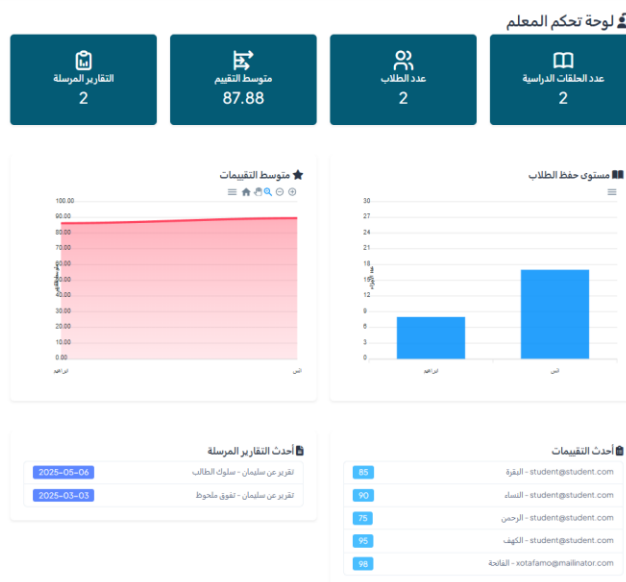 لوحة تحكم المعلم
عدد الحلقات الدراسية
2
عدد الطلاب
2
متوسط التقييم
87.88
التقارير المرسلة
2
مستوى حفظ الطلاب
30
27
24
21
18
15
12
9
6
3
0
ابراهيم
انس
متوسط التقييمات
100.00
90.00
80.00
70.00
60.00
50.00
40.00
30.00
20.00
10.00
0.00
ابراهيم
انس
أحدث التقييمات
student@student.com - البقرة 85
student@student.com - النساء 90
student@student.com - الرحمن 75
student@student.com - الكهف 95
xotafamo@mailinator.com - الفاتحة 98
أحدث التقارير المرسلة
تقرير عن سليمان - سلوك الطالب 2025-05-06
تقرير عن سليمان - تفوق ملحوظ 2025-03-03